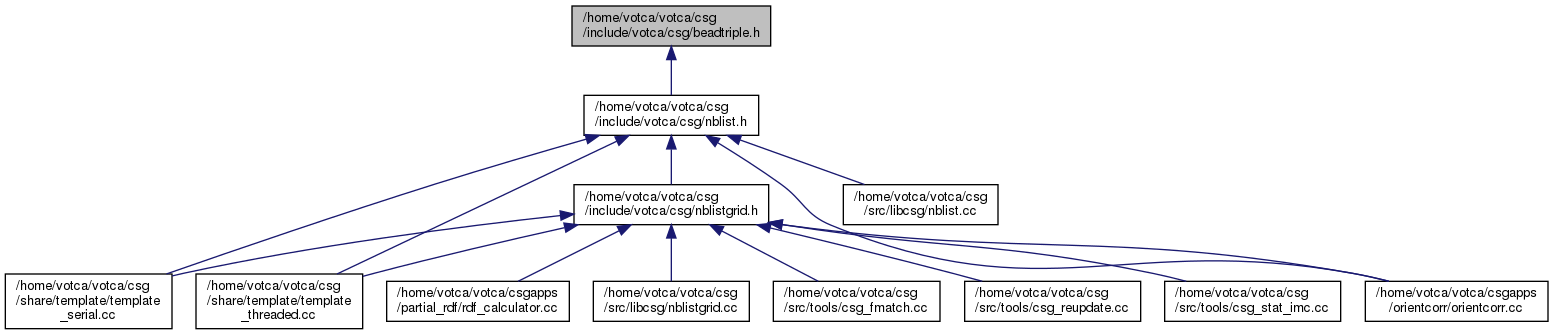 /home/votca/votca/csg
/include/votca/csg/beadtriple.h
/home/votca/votca/csg
/include/votca/csg/nblist.h
/home/votca/votca/csg
/include/votca/csg/nblistgrid.h
/home/votca/votca/csg
/src/libcsg/nblist.cc
/home/votca/votca/csg
/share/template/template
_serial.cc
/home/votca/votca/csg
/share/template/template
_threaded.cc
/home/votca/votca/csgapps
/partial_rdf/rdf_calculator.cc
/home/votca/votca/csg
/src/libcsg/nblistgrid.cc
/home/votca/votca/csg
/src/tools/csg_fmatch.cc
/home/votca/votca/csg
/src/tools/csg_reupdate.cc
/home/votca/votca/csg
/src/tools/csg_stat_imc.cc
/home/votca/votca/csgapps
/orientcorr/orientcorr.cc